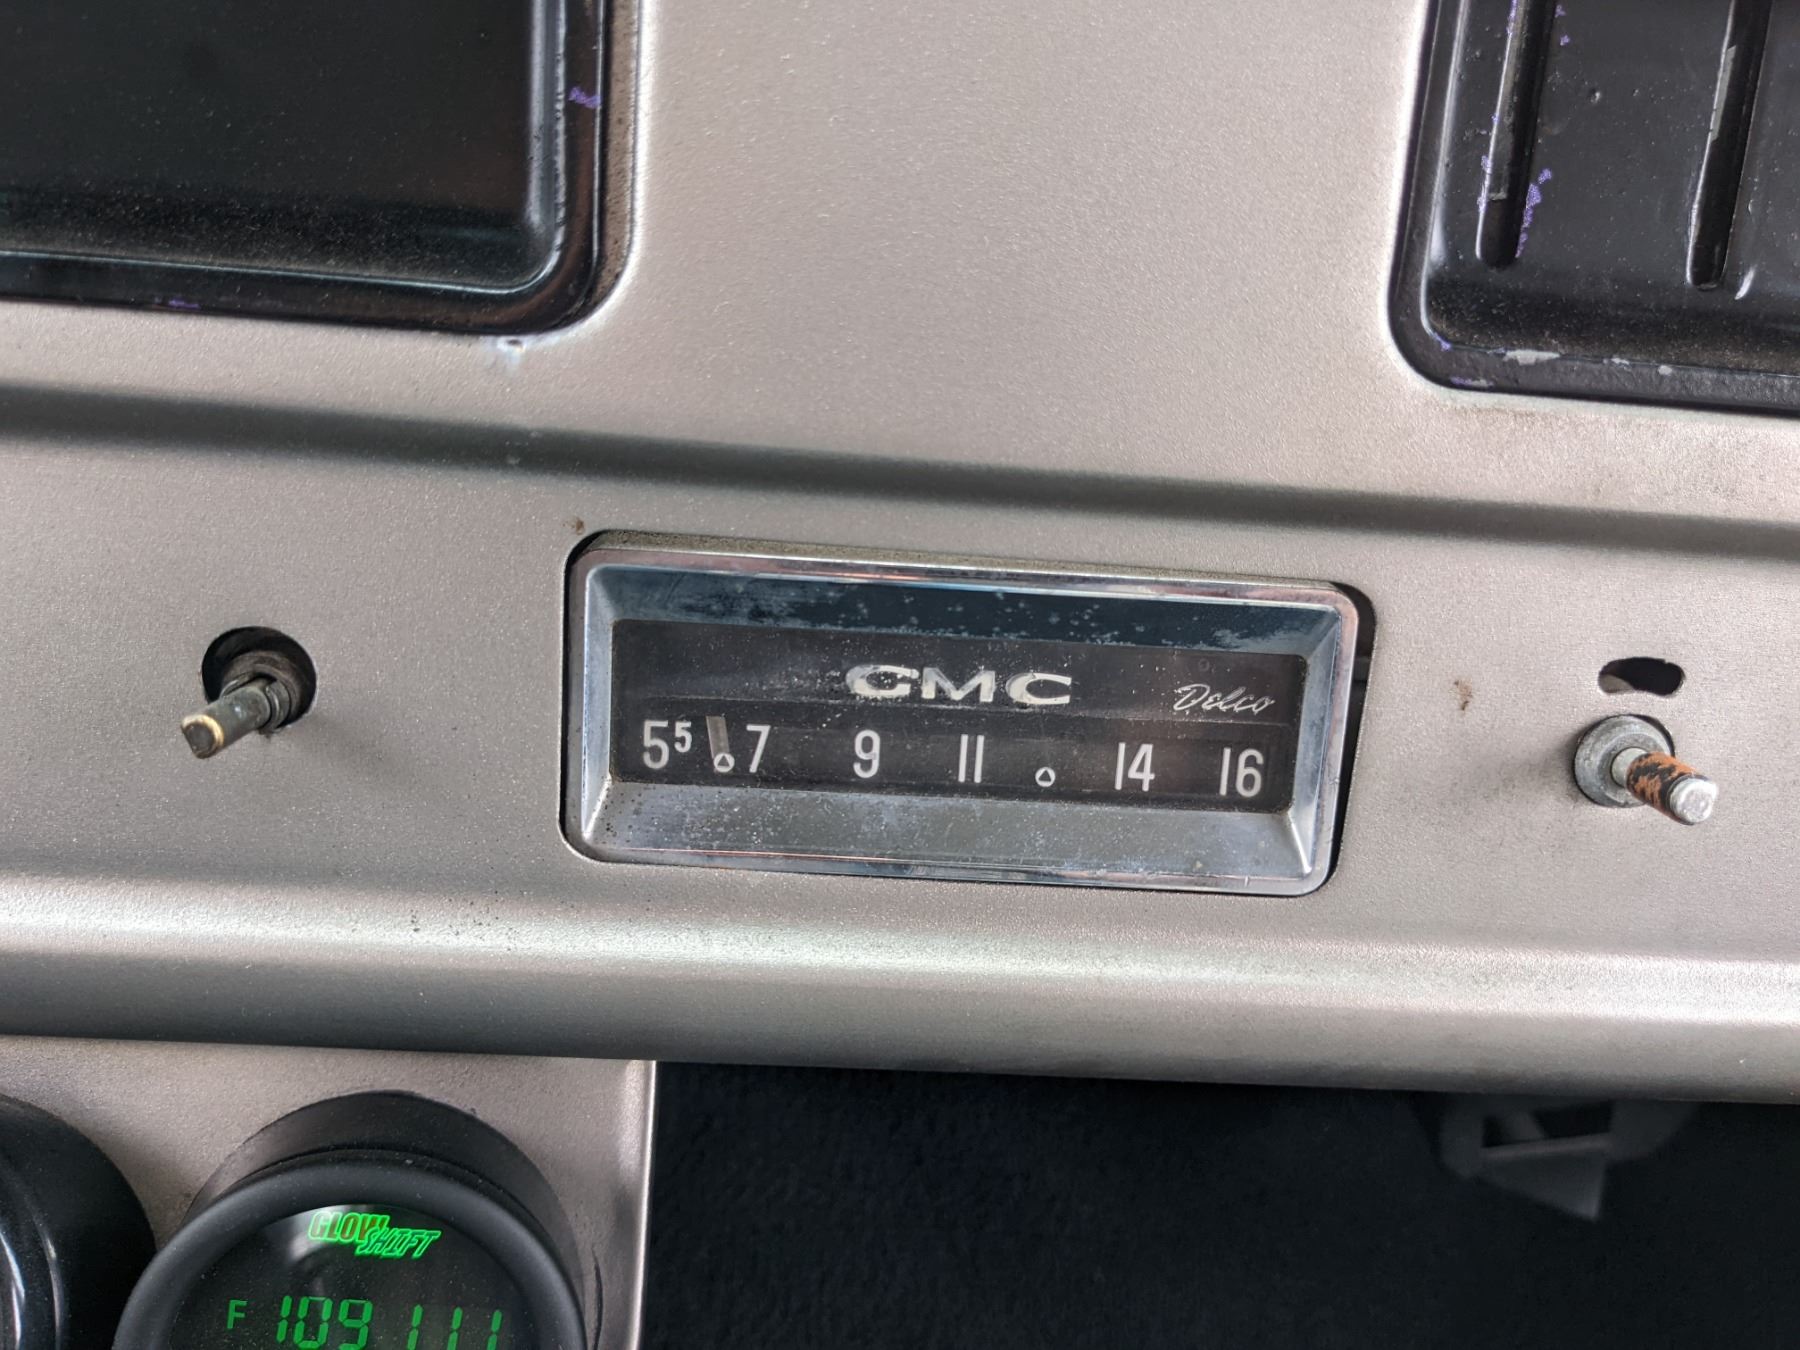 GMC
Delco
55 7 9 11 14 16
GLOWSHIFT
F 109 111